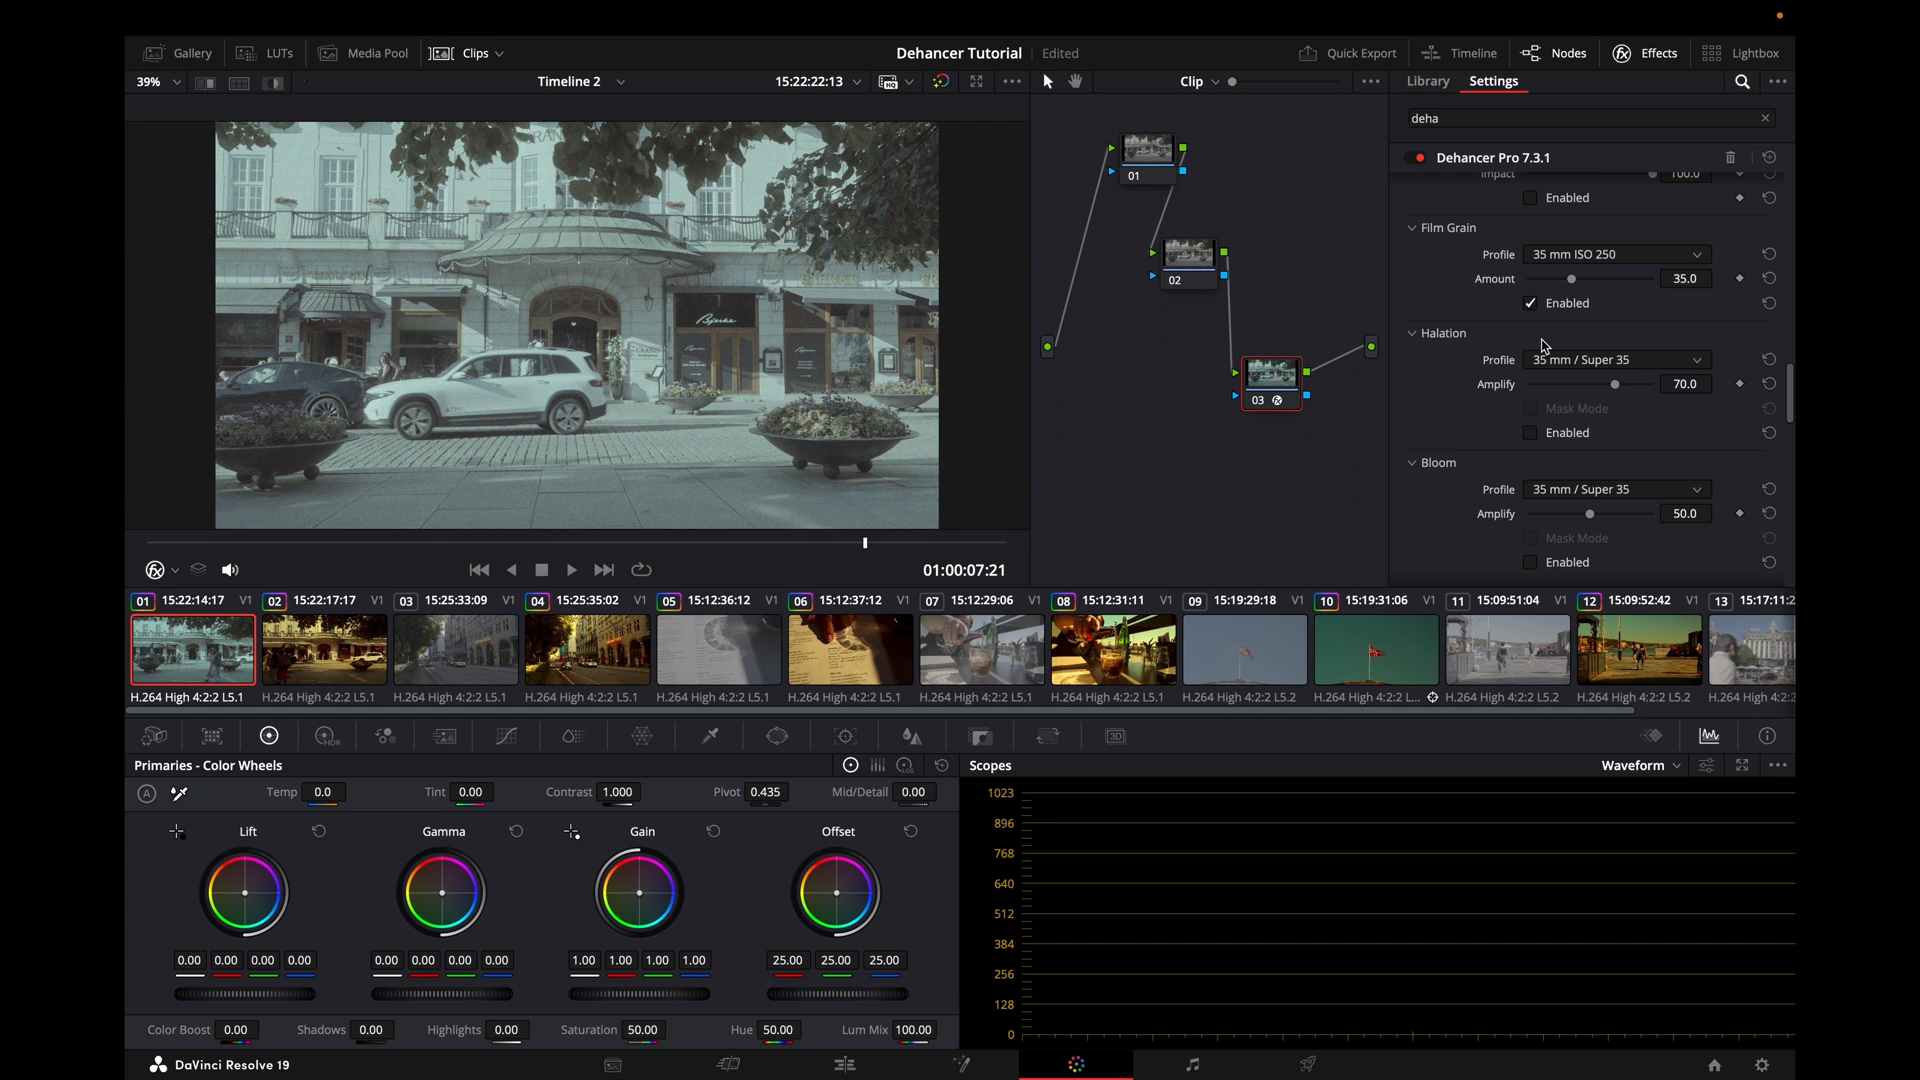 Gallery LUTs Media Pool Clips Dehancer Tutorial Edited Quick Export Timeline Nodes Effects Lightbox
39% Timeline 2 15:22:22:13 Clip Library Settings
deha
Dehancer Pro 7.3.1
Impact 100.0
Enabled
Film Grain
Profile 35 mm ISO 250
Amount 35.0
Enabled
Halation
Profile 35 mm / Super 35
Amplify 70.0
Mask Mode
Enabled
Bloom
Profile 35 mm / Super 35
Amplify 50.0
Mask Mode
Enabled
GRAN
Bjørke
01
02
03
01:00:07:21
01 15:22:14:17 V1 02 15:22:17:17 V1 03 15:25:33:09 V1 04 15:25:35:02 V1 05 15:12:36:12 V1 06 15:12:37:12 V1 07 15:12:29:06 V1 08 15:12:31:11 V1 09 15:19:29:18 V1 10 15:19:31:06 V1 11 15:09:51:04 V1 12 15:09:52:42 V1 13 15:17:11:2
H.264 High 4:2:2 L5.1 H.264 High 4:2:2 L5.1 H.264 High 4:2:2 L5.1 H.264 High 4:2:2 L5.1 H.264 High 4:2:2 L5.1 H.264 High 4:2:2 L5.1 H.264 High 4:2:2 L5.1 H.264 High 4:2:2 L5.1 H.264 High 4:2:2 L5.2 H.264 High 4:2:2 L... H.264 High 4:2:2 L5.2 H.264 High 4:2:2 L5.2 H.264 High 4:2:2
HDR 3D
Primaries - Color Wheels LOG Scopes Waveform
A Temp 0.0 Tint 0.00 Contrast 1.000 Pivot 0.435 Mid/Detail 0.00
Lift Gamma Gain Offset
0.00 0.00 0.00 0.00 0.00 0.00 0.00 0.00 1.00 1.00 1.00 1.00 25.00 25.00 25.00
Color Boost 0.00 Shadows 0.00 Highlights 0.00 Saturation 50.00 Hue 50.00 Lum Mix 100.00
1023
896
768
640
512
384
256
128
0
DaVinci Resolve 19